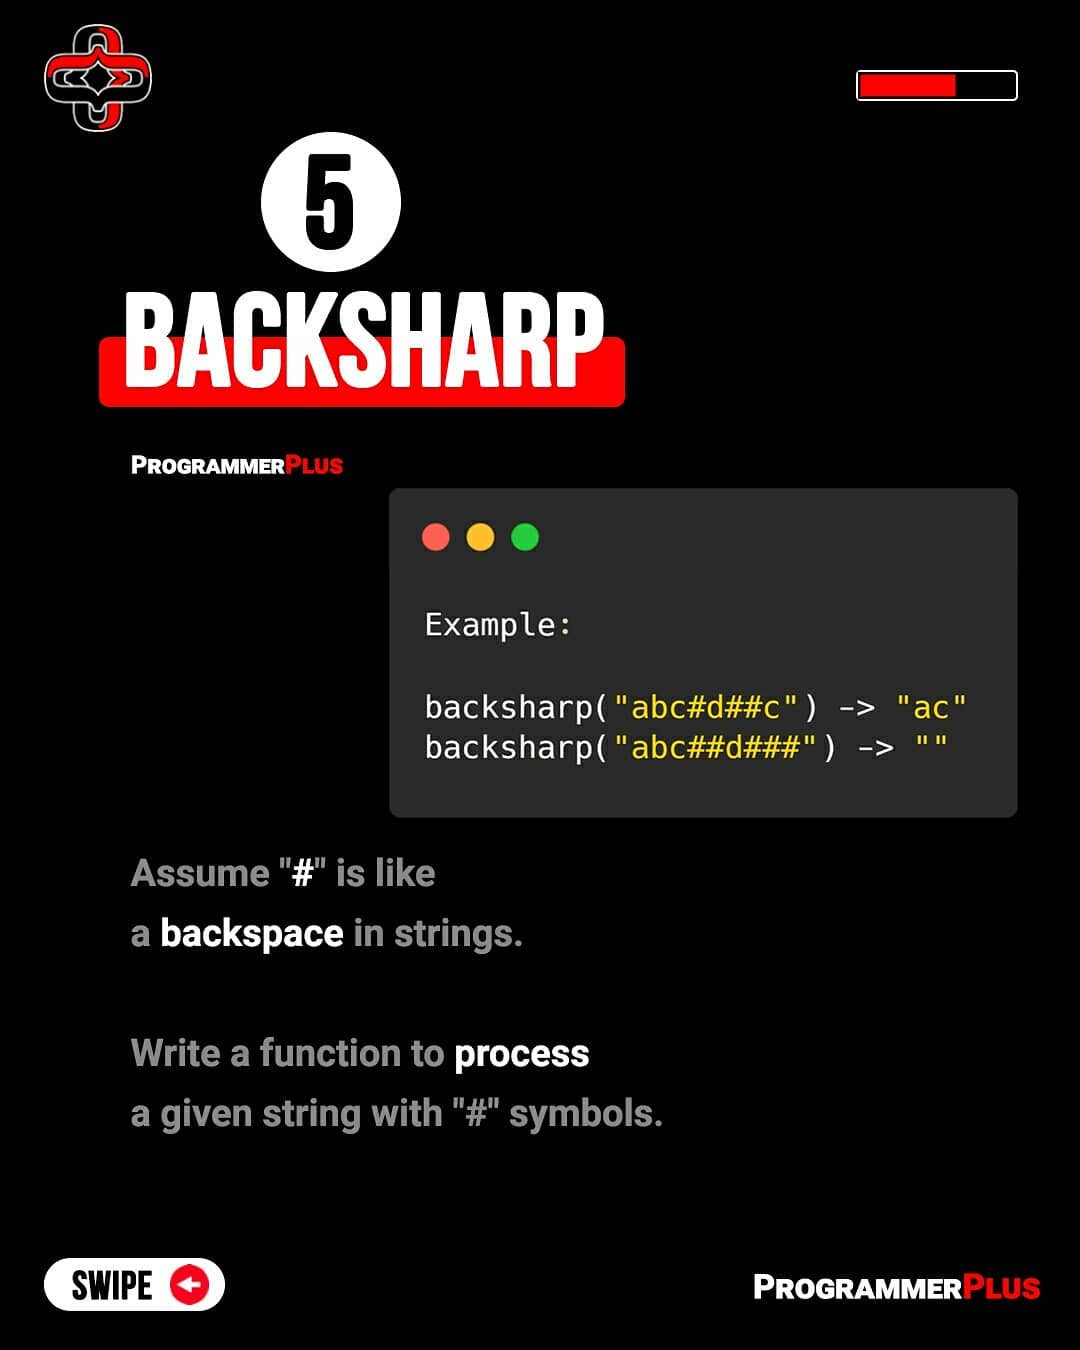 5
BACKSHARP
PROGRAMMERPLUS
Example:
backsharp("abc#d##c") -> "ac"
backsharp("abc##d###") -> ""
Assume "#" is like
a backspace in strings.
Write a function to process
a given string with "#" symbols.
SWIPE
PROGRAMMERPLUS